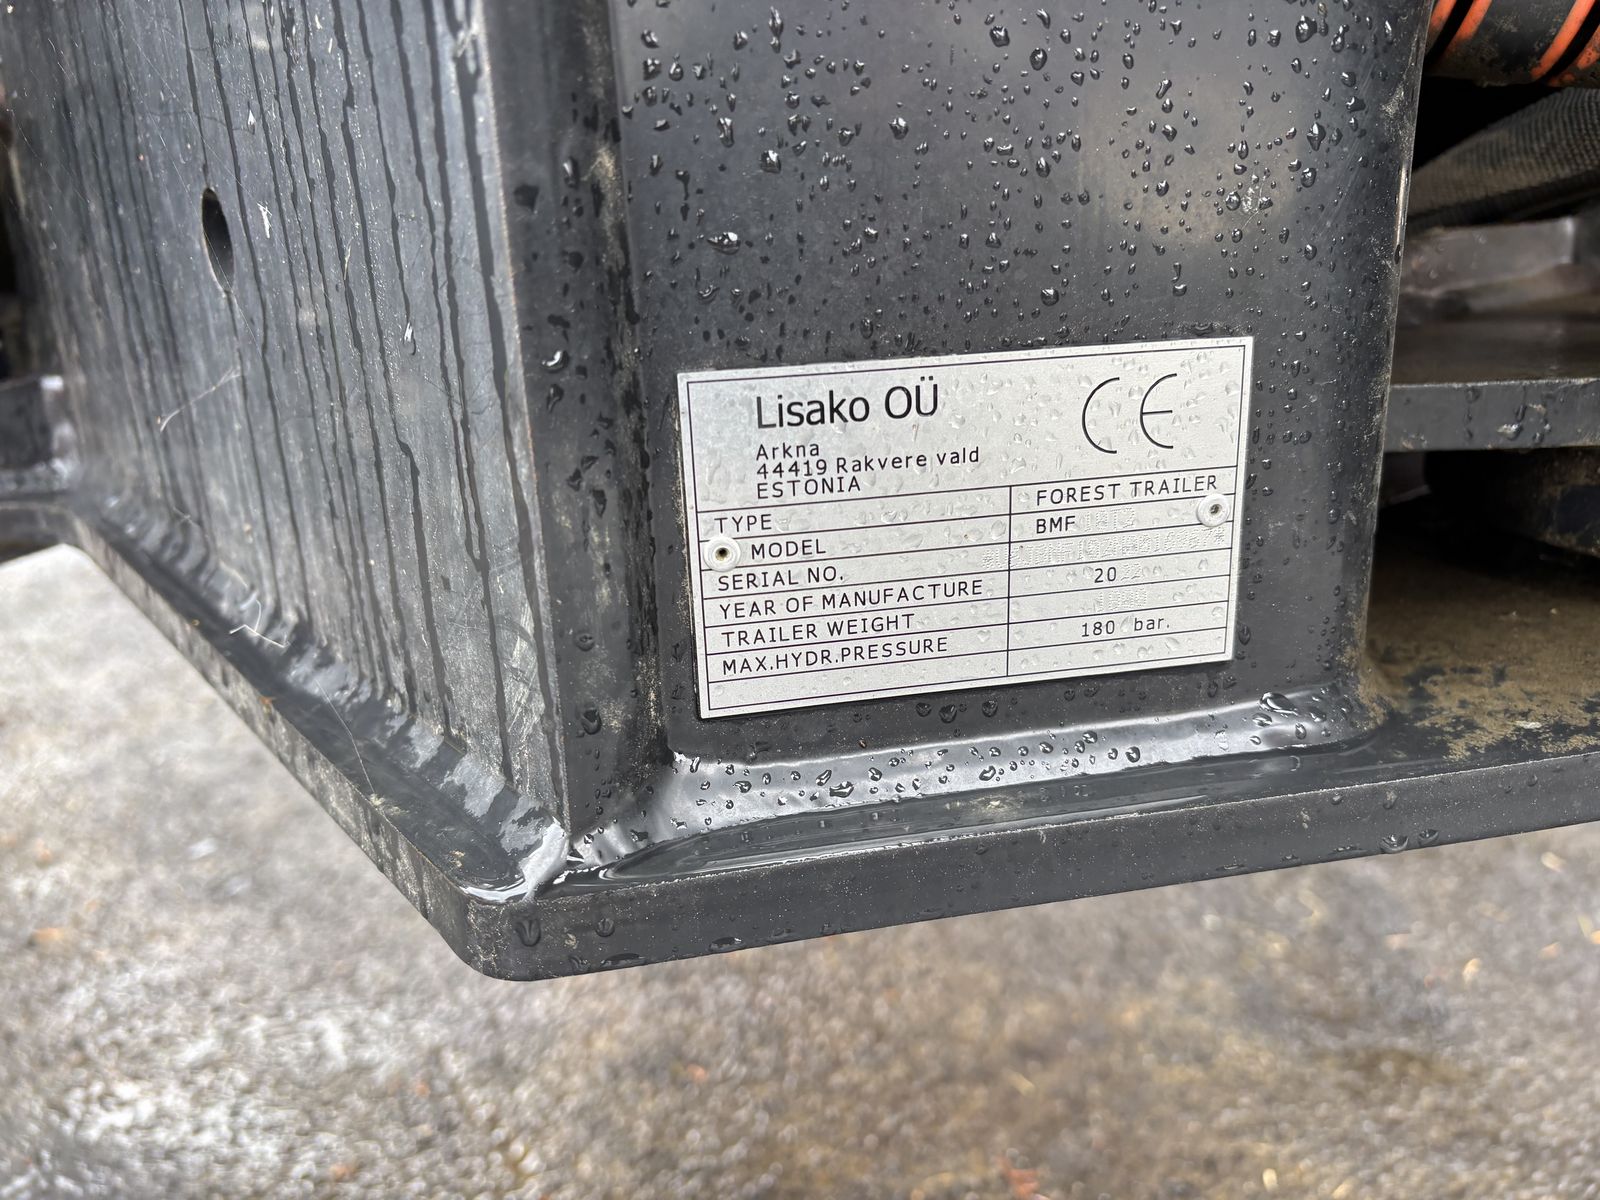 Lisako OÜ
CE
Arkna
44419 Rakvere vald
ESTONIA
TYPE FOREST TRAILER
MODEL BMF
SERIAL NO.
YEAR OF MANUFACTURE 2022
TRAILER WEIGHT
MAX.HYDR.PRESSURE 180 bar.